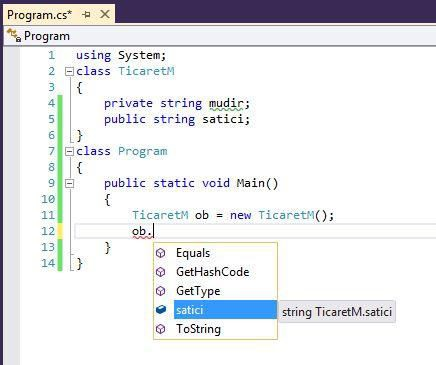 Program.cs*
Program
1 using System;
2 class TicaretM
3 {
4 private string mudir;
5 public string satici;
6 }
7 class Program
8 {
9 public static void Main()
10 {
11 TicaretM ob = new TicaretM();
12 ob.
13 }
14 }
Equals
GetHashCode
GetType
satici string TicaretM.satici
ToString